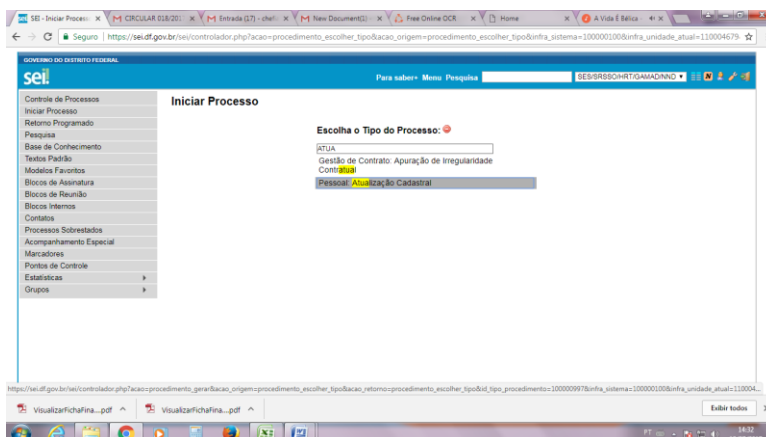 SEI - Iniciar Process
CIRCULAR 018/201
Entrada (17) - chell
New Document(1)
Free Online OCR
Home
A Vida É Bélica
Seguro | https://sei.df.gov.br/sei/controlador.php?acao=procedimento_escolher_tipo&acao_origem=procedimento_escolher_tipo&infra_sistema=100000100&infra_unidade_atual=110004679
GOVERNO DO DISTRITO FEDERAL
sei!
Para saber+ Menu Pesquisa
SES/SRSSO/HRT/GAMAD/NND
Controle de Processos
Iniciar Processo
Retorno Programado
Pesquisa
Base de Conhecimento
Textos Padrão
Modelos Favoritos
Blocos de Assinatura
Blocos de Reunião
Blocos Internos
Contatos
Processos Sobrestados
Acompanhamento Especial
Marcadores
Pontos de Controle
Estatísticas
Grupos
Iniciar Processo
Escolha o Tipo do Processo:
ATUA
Gestão de Contrato: Apuração de Irregularidade
Contratual
Pessoal: Atualização Cadastral
https://sei.df.gov.br/sei/controlador.php?acao=procedimento_gerar&acao_origem=procedimento_escolher_tipo&acao_retorno=procedimento_escolher_tipo&id_tipo_procedimento=100000997&infra_sistema=100000100&infra_unidade_atual=110004...
VisualizarFichaFina....pdf
VisualizarFichaFina....pdf
Exibir todos
PT
14:32